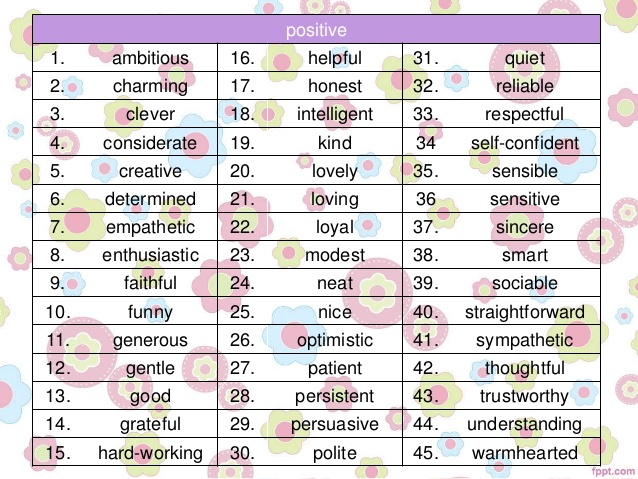 positive
1. ambitious 16. helpful 31. quiet
2. charming 17. honest 32. reliable
3. clever 18. intelligent 33. respectful
4. considerate 19. kind 34 self-confident
5. creative 20. lovely 35. sensible
6. determined 21. loving 36 sensitive
7. empathetic 22. loyal 37. sincere
8. enthusiastic 23. modest 38. smart
9. faithful 24. neat 39. sociable
10. funny 25. nice 40. straightforward
11. generous 26. optimistic 41. sympathetic
12. gentle 27. patient 42. thoughtful
13. good 28. persistent 43. trustworthy
14. grateful 29. persuasive 44. understanding
15. hard-working 30. polite 45. warmhearted
fppt.com